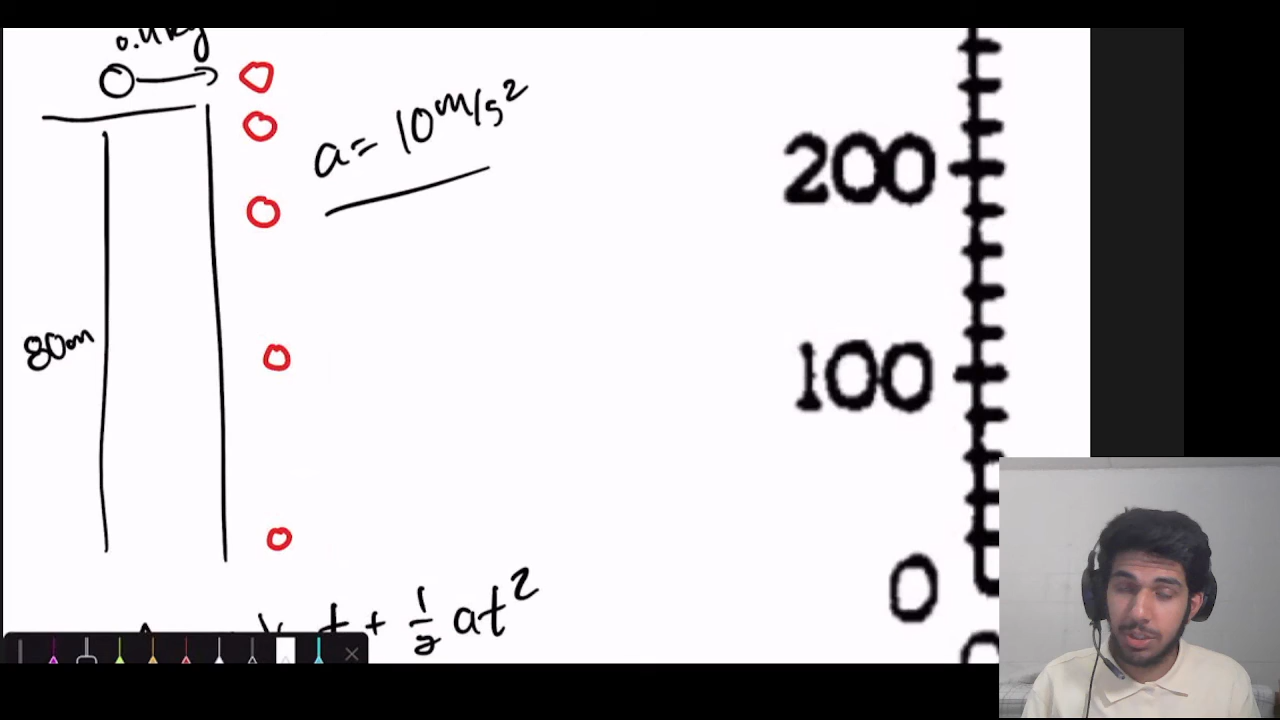 a = 10 m/s²
200
80m
100
0
t + 1/2 at²